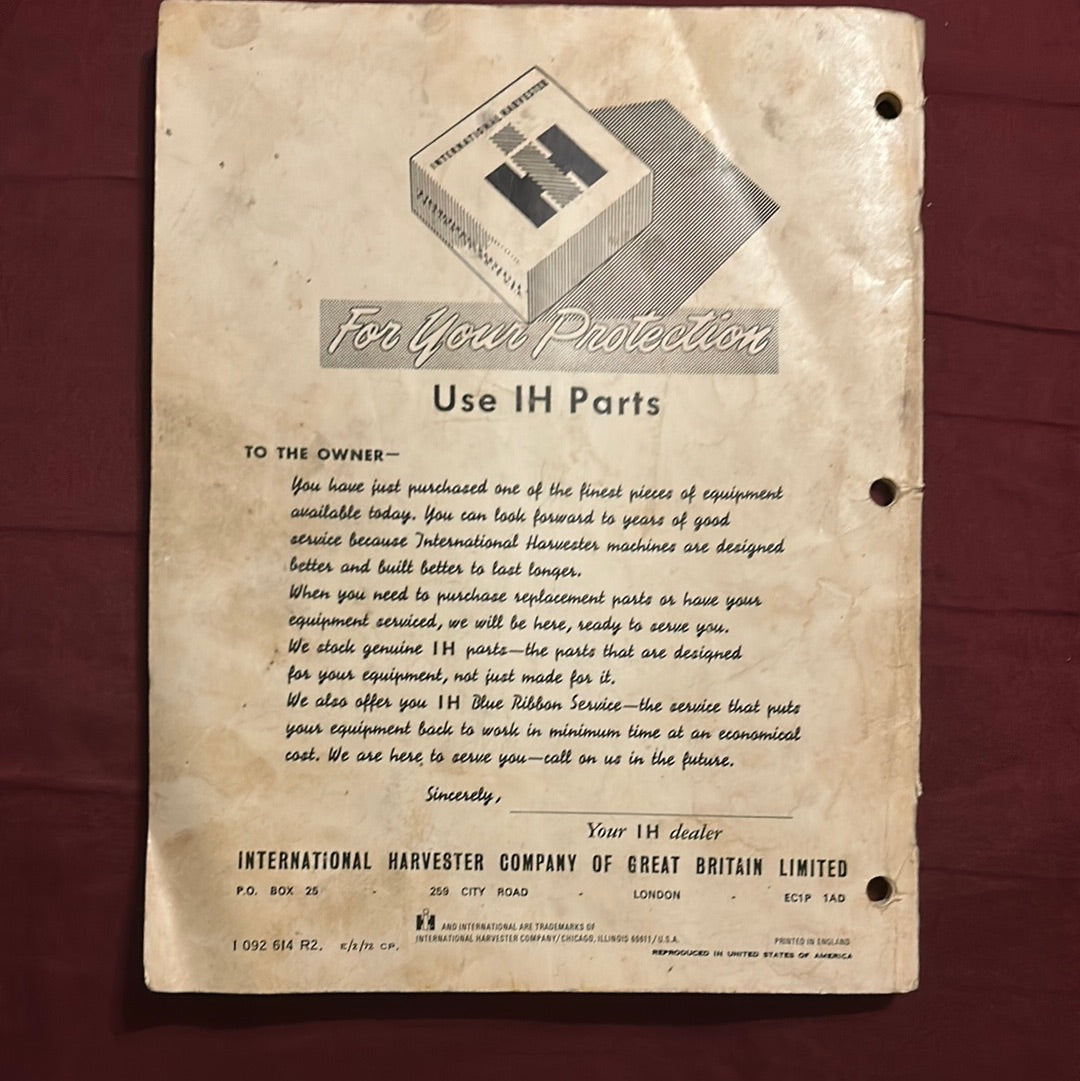 INTERNATIONAL HARVESTER
IH
For Your Protection
Use IH Parts
TO THE OWNER—
You have just purchased one of the finest pieces of equipment
available today. You can look forward to years of good
service because International Harvester machines are designed
better and built better to last longer.
When you need to purchase replacement parts or have your
equipment serviced, we will be here, ready to serve you.
We stock genuine IH parts—the parts that are designed
for your equipment, not just made for it.
We also offer you IH Blue Ribbon Service—the service that puts
your equipment back to work in minimum time at an economical
cost. We are here to serve you—call on us in the future.
Sincerely,
Your IH dealer
INTERNATIONAL HARVESTER COMPANY OF GREAT BRITAIN LIMITED
P.O. BOX 25 - 259 CITY ROAD - LONDON - EC1P 1AD
IH AND INTERNATIONAL ARE TRADEMARKS OF
INTERNATIONAL HARVESTER COMPANY/CHICAGO, ILLINOIS 60611/U.S.A.
1 092 614 R2. E/2/72 CP.
PRINTED IN ENGLAND
REPRODUCED IN UNITED STATES OF AMERICA